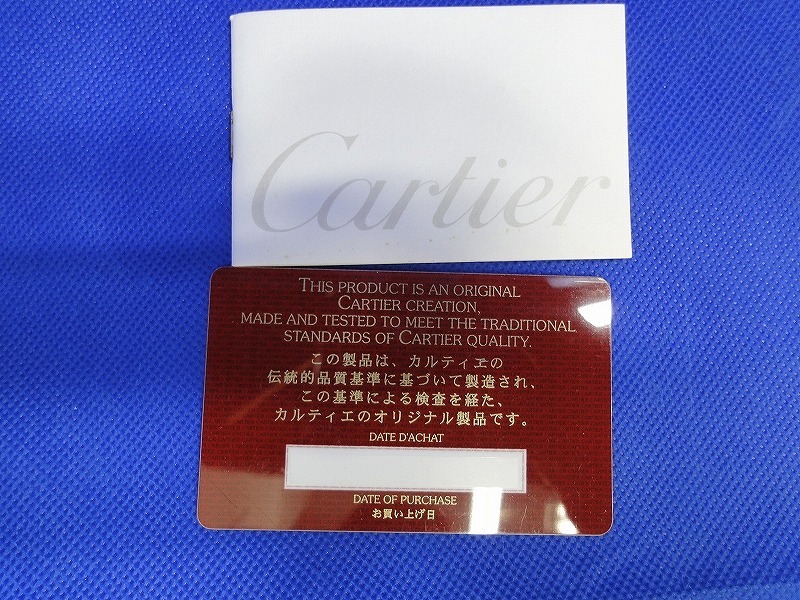 Cartier
THIS PRODUCT IS AN ORIGINAL
CARTIER CREATION,
MADE AND TESTED TO MEET THE TRADITIONAL
STANDARDS OF CARTIER QUALITY.
この製品は、カルティヱの
伝統的品質基準に基づいて製造され、
この基準による検査を経た、
カルティエのオリジナル製品です。
DATE D'ACHAT
DATE OF PURCHASE
お買い上げ日